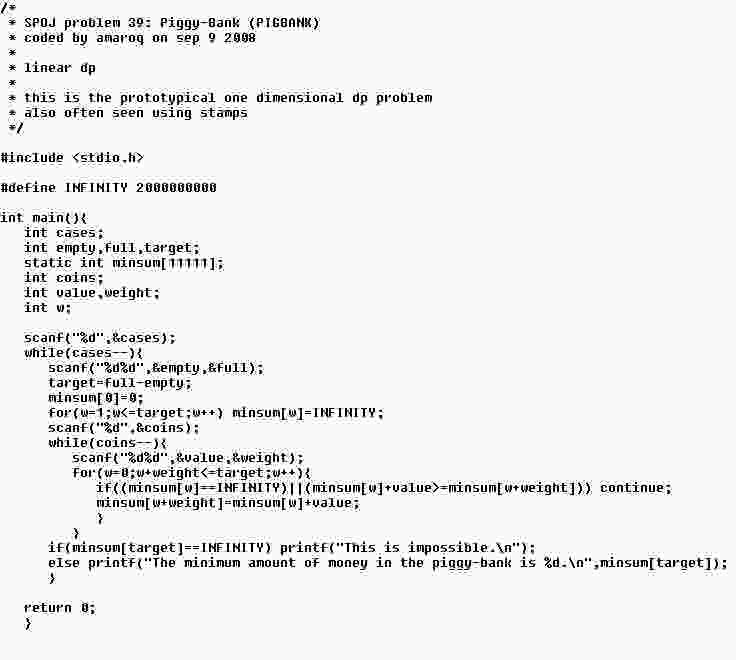 /*
 * SPOJ problem 39: Piggy-Bank (PIGBANK)
 * coded by amaroq on sep 9 2008
 *
 * linear dp
 *
 * this is the prototypical one dimensional dp problem
 * also often seen using stamps
 */

#include <stdio.h>

#define INFINITY 2000000000

int main(){
   int cases;
   int empty,full,target;
   static int minsum[11111];
   int coins;
   int value,weight;
   int w;

   scanf("%d",&cases);
   while(cases--){
      scanf("%d%d",&empty,&full);
      target=full-empty;
      minsum[0]=0;
      for(w=1;w<=target;w++) minsum[w]=INFINITY;
      scanf("%d",&coins);
      while(coins--){
         scanf("%d%d",&value,&weight);
         for(w=0;w+weight<=target;w++){
            if((minsum[w]==INFINITY)||(minsum[w]+value>=minsum[w+weight])) continue;
            minsum[w+weight]=minsum[w]+value;
            }
         }
      if(minsum[target]==INFINITY) printf("This is impossible.\n");
      else printf("The minimum amount of money in the piggy-bank is %d.\n",minsum[target]);
      }

   return 0;
   }